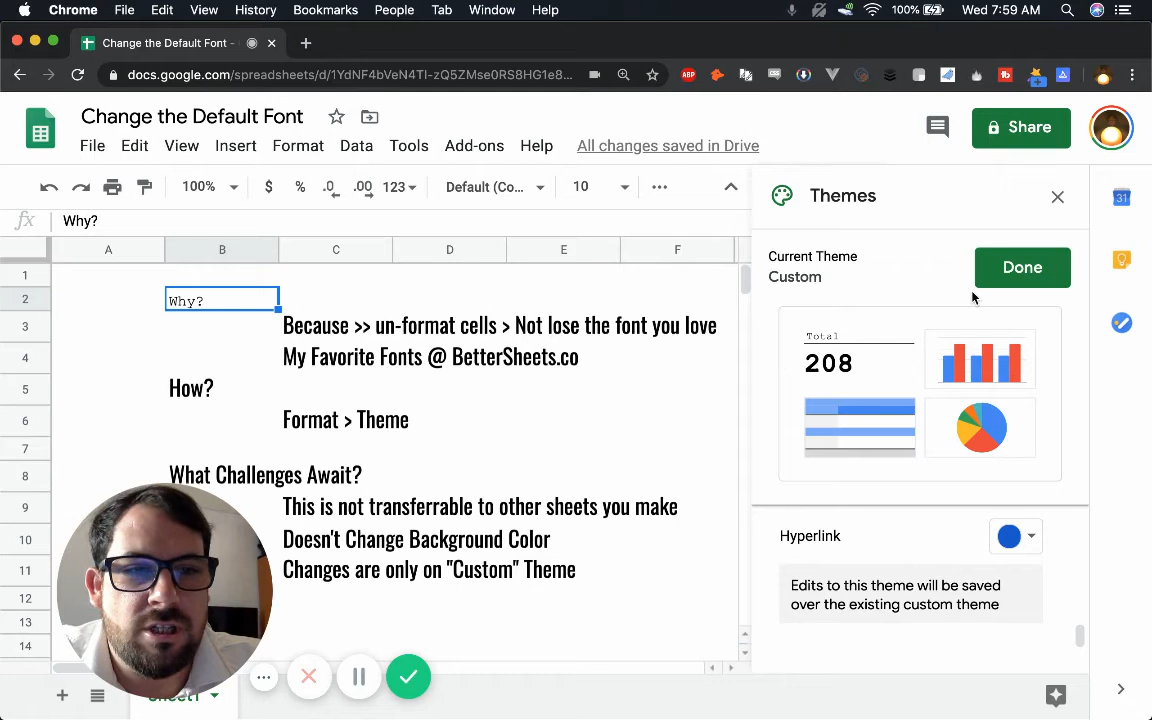 Chrome File Edit View History Bookmarks People Tab Window Help 100% Wed 7:59 AM
Change the Default Font -
docs.google.com/spreadsheets/d/1YdNF4bVeN4TI-zQ5ZMse0RS8HG1e8... ABP
Change the Default Font
Share
File Edit View Insert Format Data Tools Add-ons Help All changes saved in Drive
100% $ % .0 .00 123 Default (Co... 10
Themes
31
fx Why?
A B C D E F
Current Theme
Custom
Done
1
2 Why?
3 Because >> un-format cells > Not lose the font you love
4 My Favorite Fonts @ BetterSheets.co
5 How?
6 Format > Theme
7
8 What Challenges Await?
9 This is not transferrable to other sheets you make
10 Doesn't Change Background Color
11 Changes are only on "Custom" Theme
12
13
14
Total
208
Hyperlink
Edits to this theme will be saved
over the existing custom theme
Sheet1